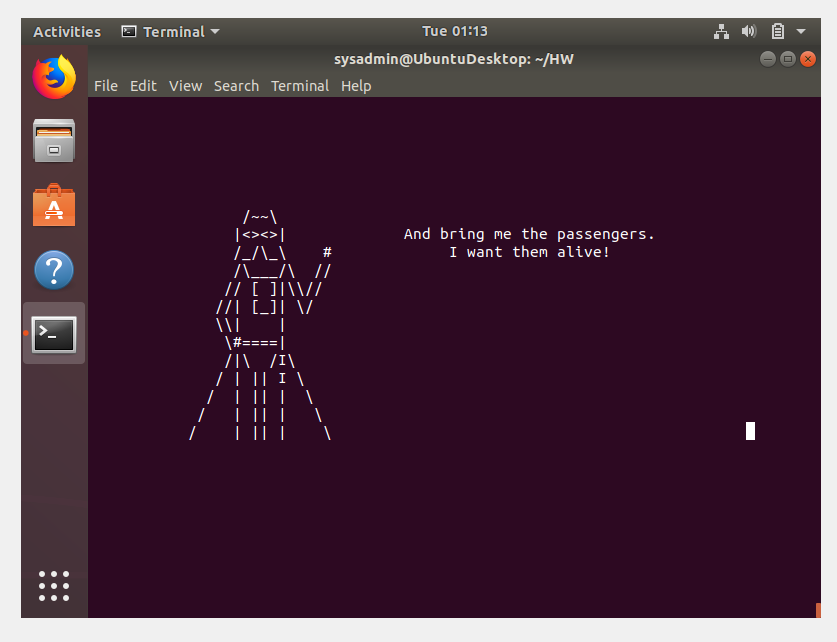 Activities Terminal Tue 01:13
sysadmin@UbuntuDesktop: ~/HW
File Edit View Search Terminal Help
              /~~\
             |<><>|             And bring me the passengers.
             /_/\_\    #             I want them alive!
             /\___/\  //
            // [ ]|\\//
           //| [_]| \/
           \\|    |
            \#====|
            /|\  /I\
           / | || I \
          /  | || |  \
         /   | || |   \
        /    | || |    \